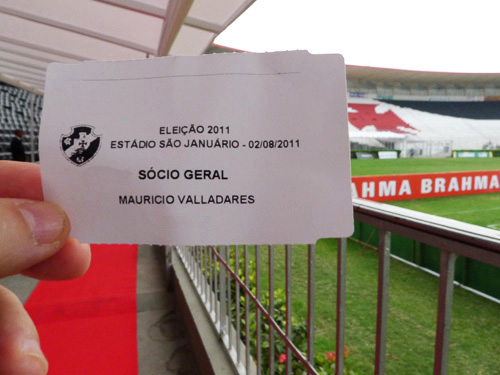 ELEIÇÃO 2011
ESTÁDIO SÃO JANUÁRIO - 02/08/2011
SÓCIO GERAL
MAURICIO VALLADARES
AHMA BRAHMA